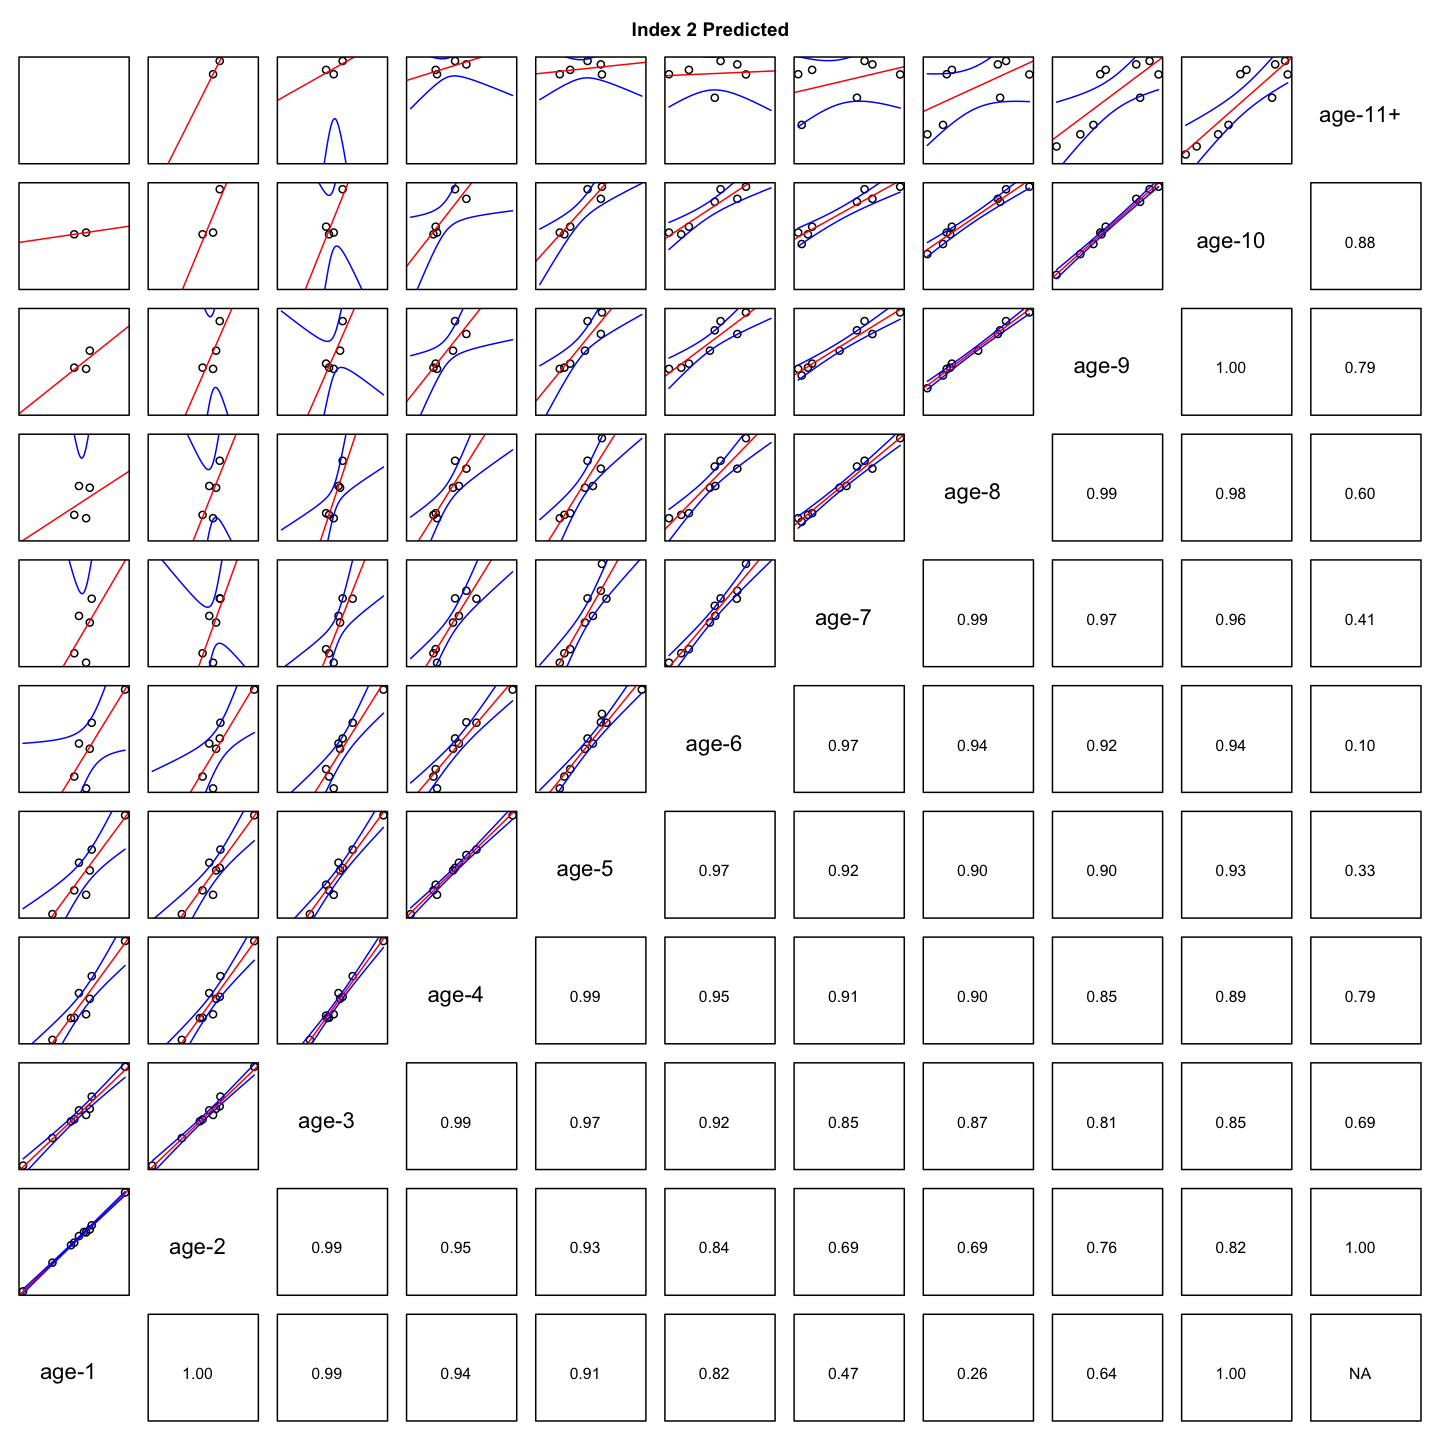 Index 2 Predicted
age-11+
age-10 0.88
age-9 1.00 0.79
age-8 0.99 0.98 0.60
age-7 0.99 0.97 0.96 0.41
age-6 0.97 0.94 0.92 0.94 0.10
age-5 0.97 0.92 0.90 0.90 0.93 0.33
age-4 0.99 0.95 0.91 0.90 0.85 0.89 0.79
age-3 0.99 0.97 0.92 0.85 0.87 0.81 0.85 0.69
age-2 0.99 0.95 0.93 0.84 0.69 0.69 0.76 0.82 1.00
age-1 1.00 0.99 0.94 0.91 0.82 0.47 0.26 0.64 1.00 NA